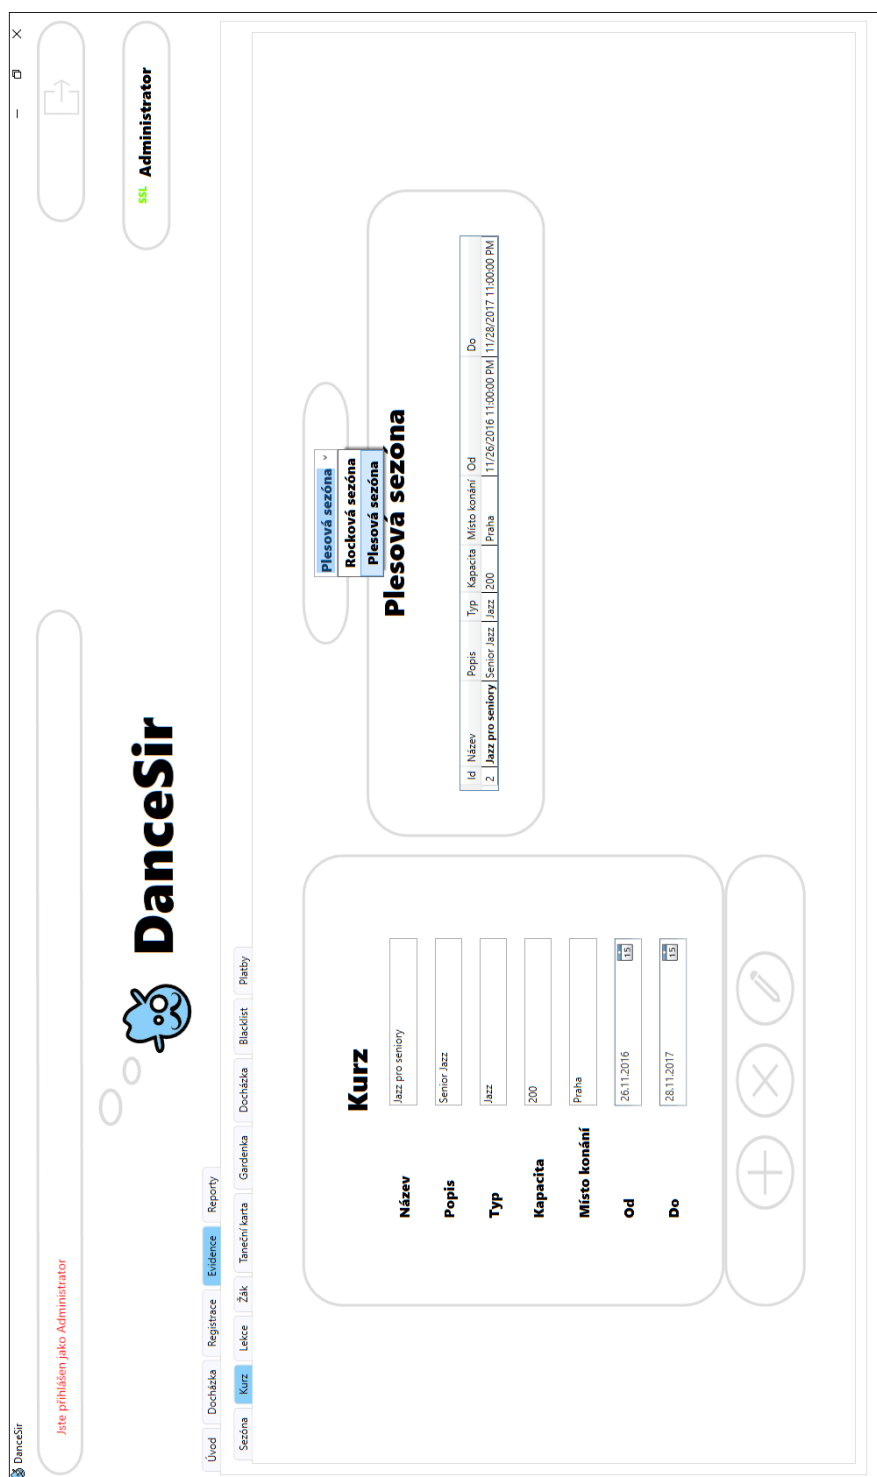 DanceSir
Jste přihlášen jako Administrator
DanceSir
SSL Administrator
Úvod Docházka Registrace Evidence Reporty
Sezóna Kurz Lekce Žák Taneční karta Gardenka Docházka Blacklist Platby
Kurz
Název Jazz pro seniory
Popis Senior Jazz
Typ Jazz
Kapacita 200
Místo konání Praha
Od 26.11.2016 15
Do 28.11.2017 15
Plesová sezóna
Rocková sezóna
Plesová sezóna
Plesová sezóna
Id Název Popis Typ Kapacita Místo konání Od Do
2 Jazz pro seniory Senior Jazz Jazz 200 Praha 11/26/2016 11:00:00 PM 11/28/2017 11:00:00 PM